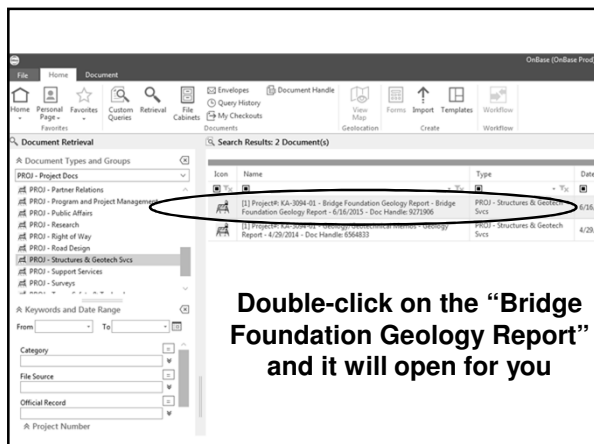 OnBase (OnBase Prod)
File Home Document
Home Personal Page Favorites Custom Queries Retrieval File Cabinets Envelopes Document Handle View Map Forms Import Templates Workflow
Query History
My Checkouts
Favorites Documents Geolocation Create Workflow
Document Retrieval
Search Results: 2 Document(s)
Document Types and Groups
PROJ - Project Docs
PROJ - Partner Relations
PROJ - Program and Project Management
PROJ - Public Affairs
PROJ - Research
PROJ - Right of Way
PROJ - Road Design
PROJ - Structures & Geotech Svcs
PROJ - Support Services
PROJ - Surveys
Keywords and Date Range
From To
Category
File Source
Official Record
Project Number
Icon Name Type Date
[1] Project#: KA-3094-01 - Bridge Foundation Geology Report - Bridge
Foundation Geology Report - 6/16/2015 - Doc Handle: 9271906
PROJ - Structures & Geotech
Svcs
6/16
[1] Project#: KA-3094-01 - Geology/Geotechnical Memos - Geology
Report - 4/29/2014 - Doc Handle: 6564833
PROJ - Structures & Geotech
Svcs
4/29
Double-click on the “Bridge
Foundation Geology Report”
and it will open for you